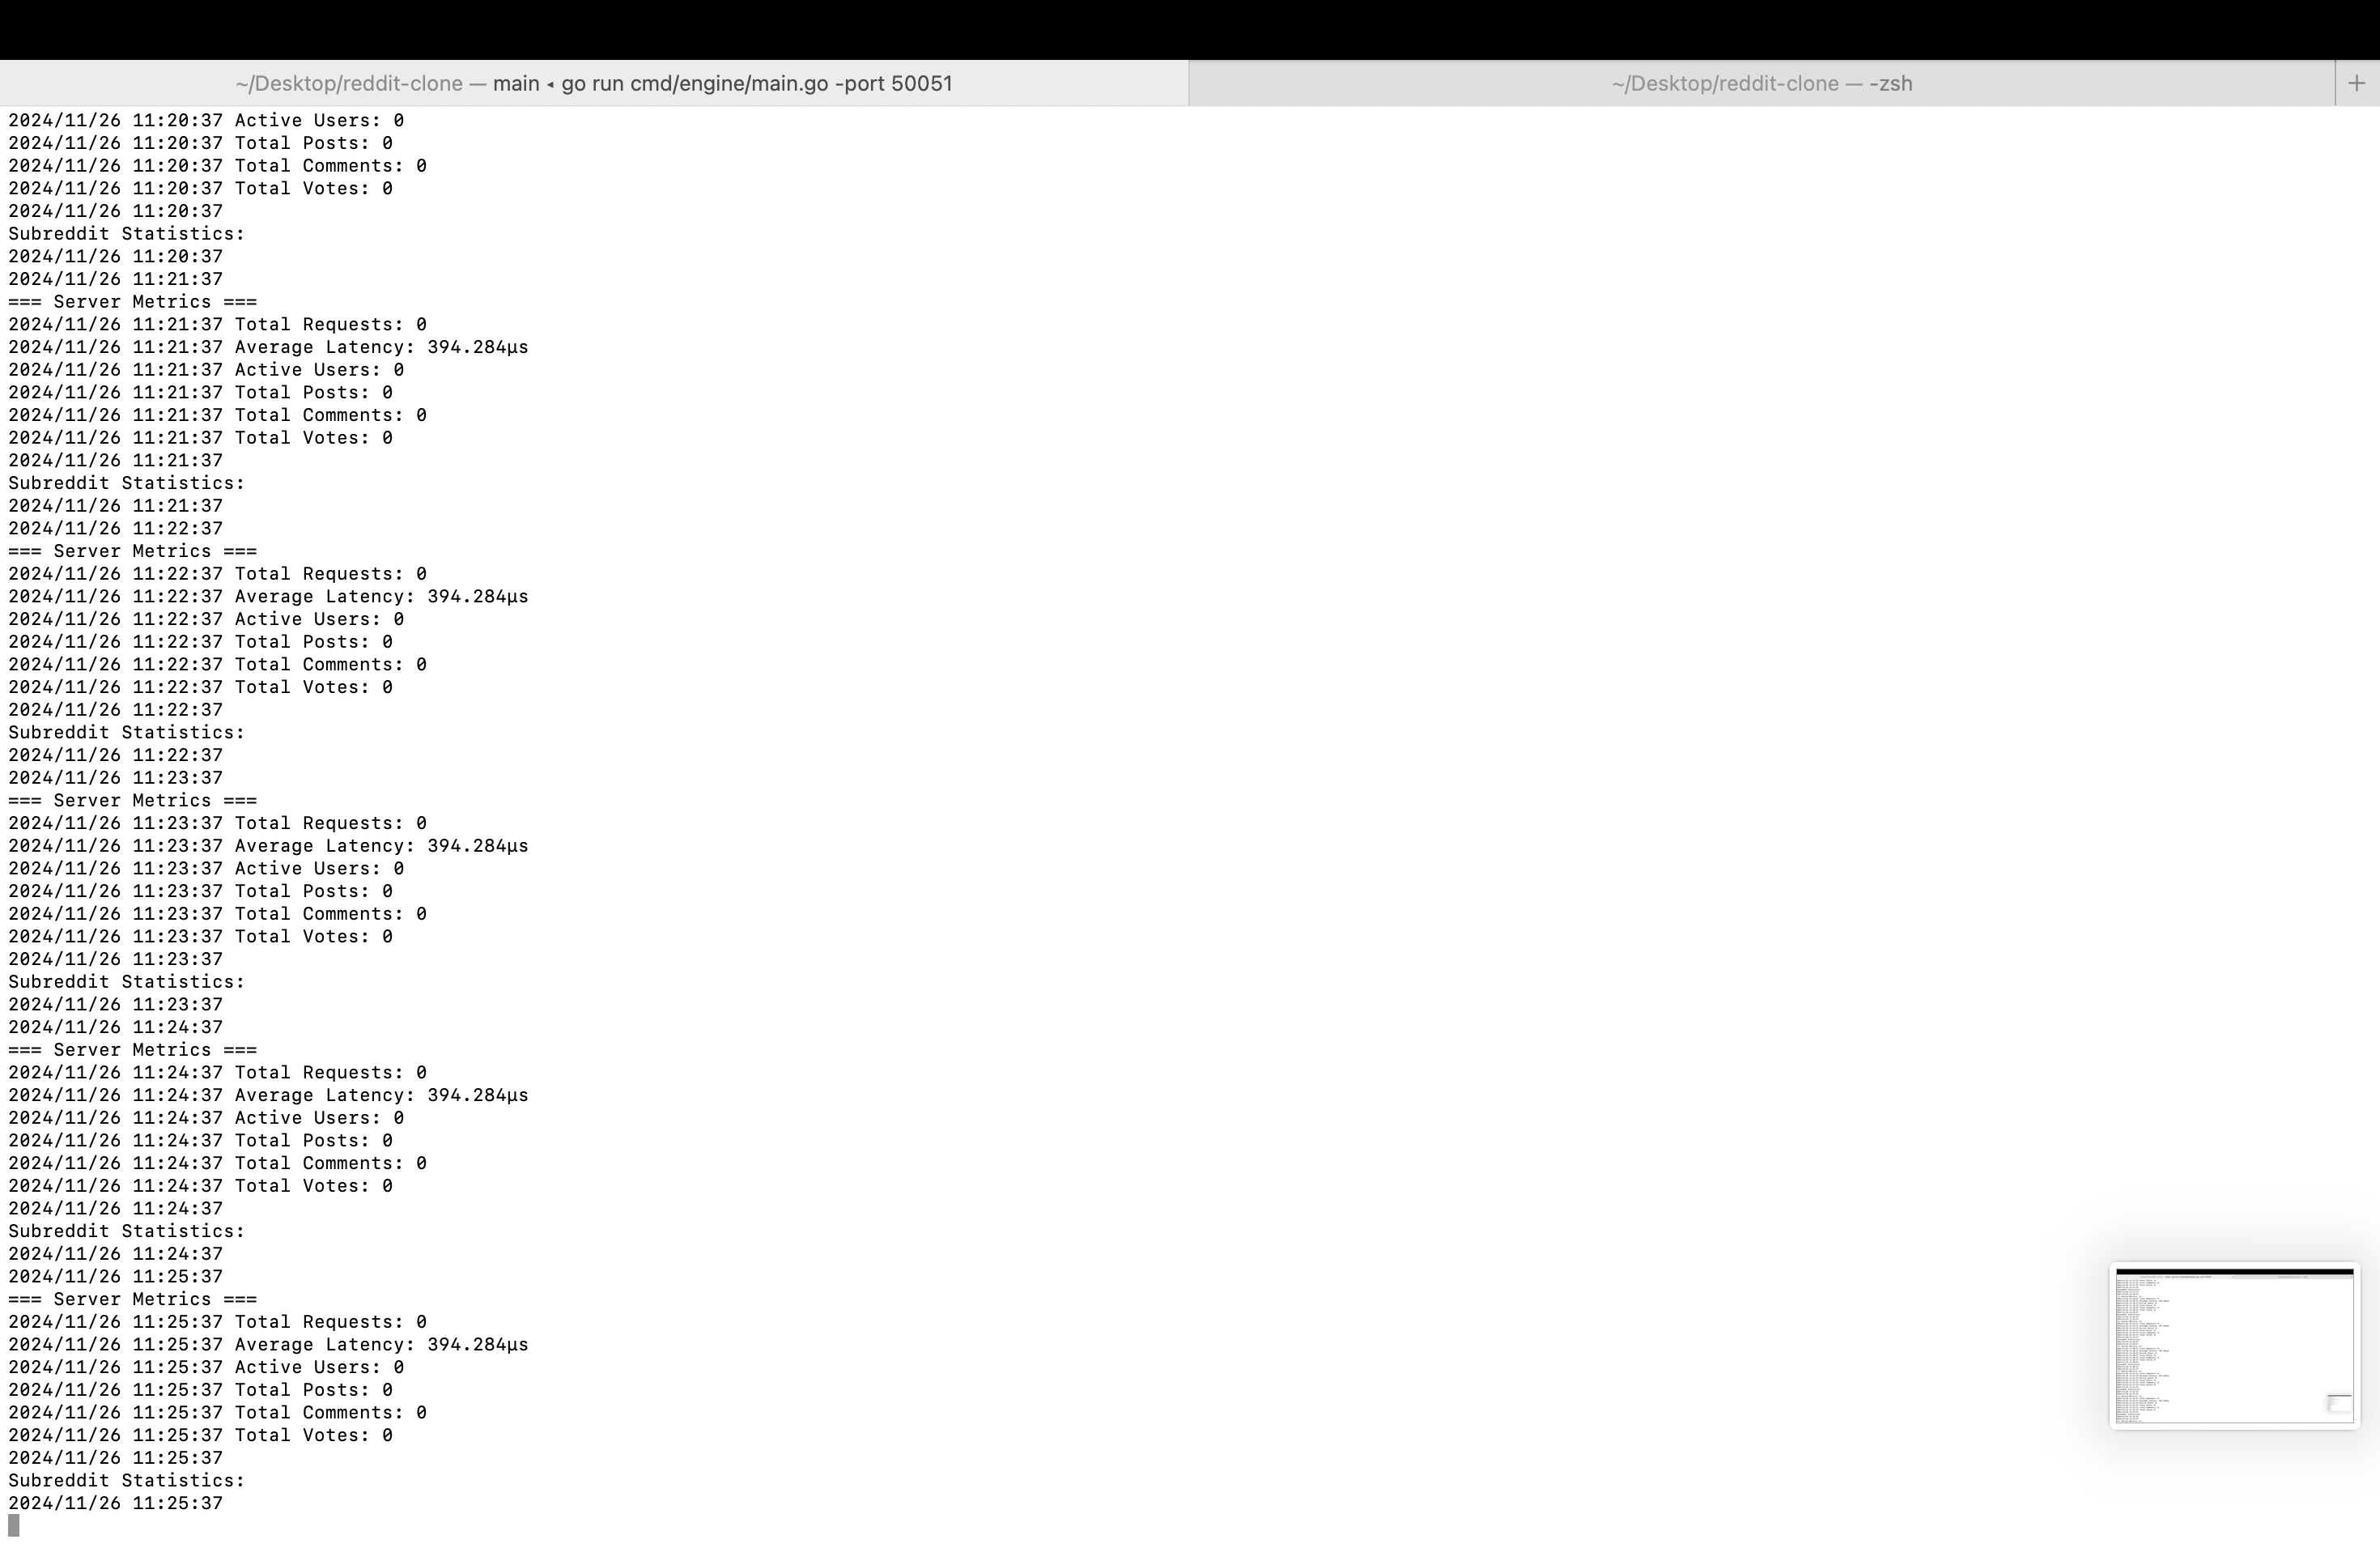 ~/Desktop/reddit-clone — main ◂ go run cmd/engine/main.go -port 50051
~/Desktop/reddit-clone — -zsh
+
2024/11/26 11:20:37 Active Users: 0
2024/11/26 11:20:37 Total Posts: 0
2024/11/26 11:20:37 Total Comments: 0
2024/11/26 11:20:37 Total Votes: 0
2024/11/26 11:20:37
Subreddit Statistics:
2024/11/26 11:20:37
2024/11/26 11:21:37
=== Server Metrics ===
2024/11/26 11:21:37 Total Requests: 0
2024/11/26 11:21:37 Average Latency: 394.284µs
2024/11/26 11:21:37 Active Users: 0
2024/11/26 11:21:37 Total Posts: 0
2024/11/26 11:21:37 Total Comments: 0
2024/11/26 11:21:37 Total Votes: 0
2024/11/26 11:21:37
Subreddit Statistics:
2024/11/26 11:21:37
2024/11/26 11:22:37
=== Server Metrics ===
2024/11/26 11:22:37 Total Requests: 0
2024/11/26 11:22:37 Average Latency: 394.284µs
2024/11/26 11:22:37 Active Users: 0
2024/11/26 11:22:37 Total Posts: 0
2024/11/26 11:22:37 Total Comments: 0
2024/11/26 11:22:37 Total Votes: 0
2024/11/26 11:22:37
Subreddit Statistics:
2024/11/26 11:22:37
2024/11/26 11:23:37
=== Server Metrics ===
2024/11/26 11:23:37 Total Requests: 0
2024/11/26 11:23:37 Average Latency: 394.284µs
2024/11/26 11:23:37 Active Users: 0
2024/11/26 11:23:37 Total Posts: 0
2024/11/26 11:23:37 Total Comments: 0
2024/11/26 11:23:37 Total Votes: 0
2024/11/26 11:23:37
Subreddit Statistics:
2024/11/26 11:23:37
2024/11/26 11:24:37
=== Server Metrics ===
2024/11/26 11:24:37 Total Requests: 0
2024/11/26 11:24:37 Average Latency: 394.284µs
2024/11/26 11:24:37 Active Users: 0
2024/11/26 11:24:37 Total Posts: 0
2024/11/26 11:24:37 Total Comments: 0
2024/11/26 11:24:37 Total Votes: 0
2024/11/26 11:24:37
Subreddit Statistics:
2024/11/26 11:24:37
2024/11/26 11:25:37
=== Server Metrics ===
2024/11/26 11:25:37 Total Requests: 0
2024/11/26 11:25:37 Average Latency: 394.284µs
2024/11/26 11:25:37 Active Users: 0
2024/11/26 11:25:37 Total Posts: 0
2024/11/26 11:25:37 Total Comments: 0
2024/11/26 11:25:37 Total Votes: 0
2024/11/26 11:25:37
Subreddit Statistics:
2024/11/26 11:25:37